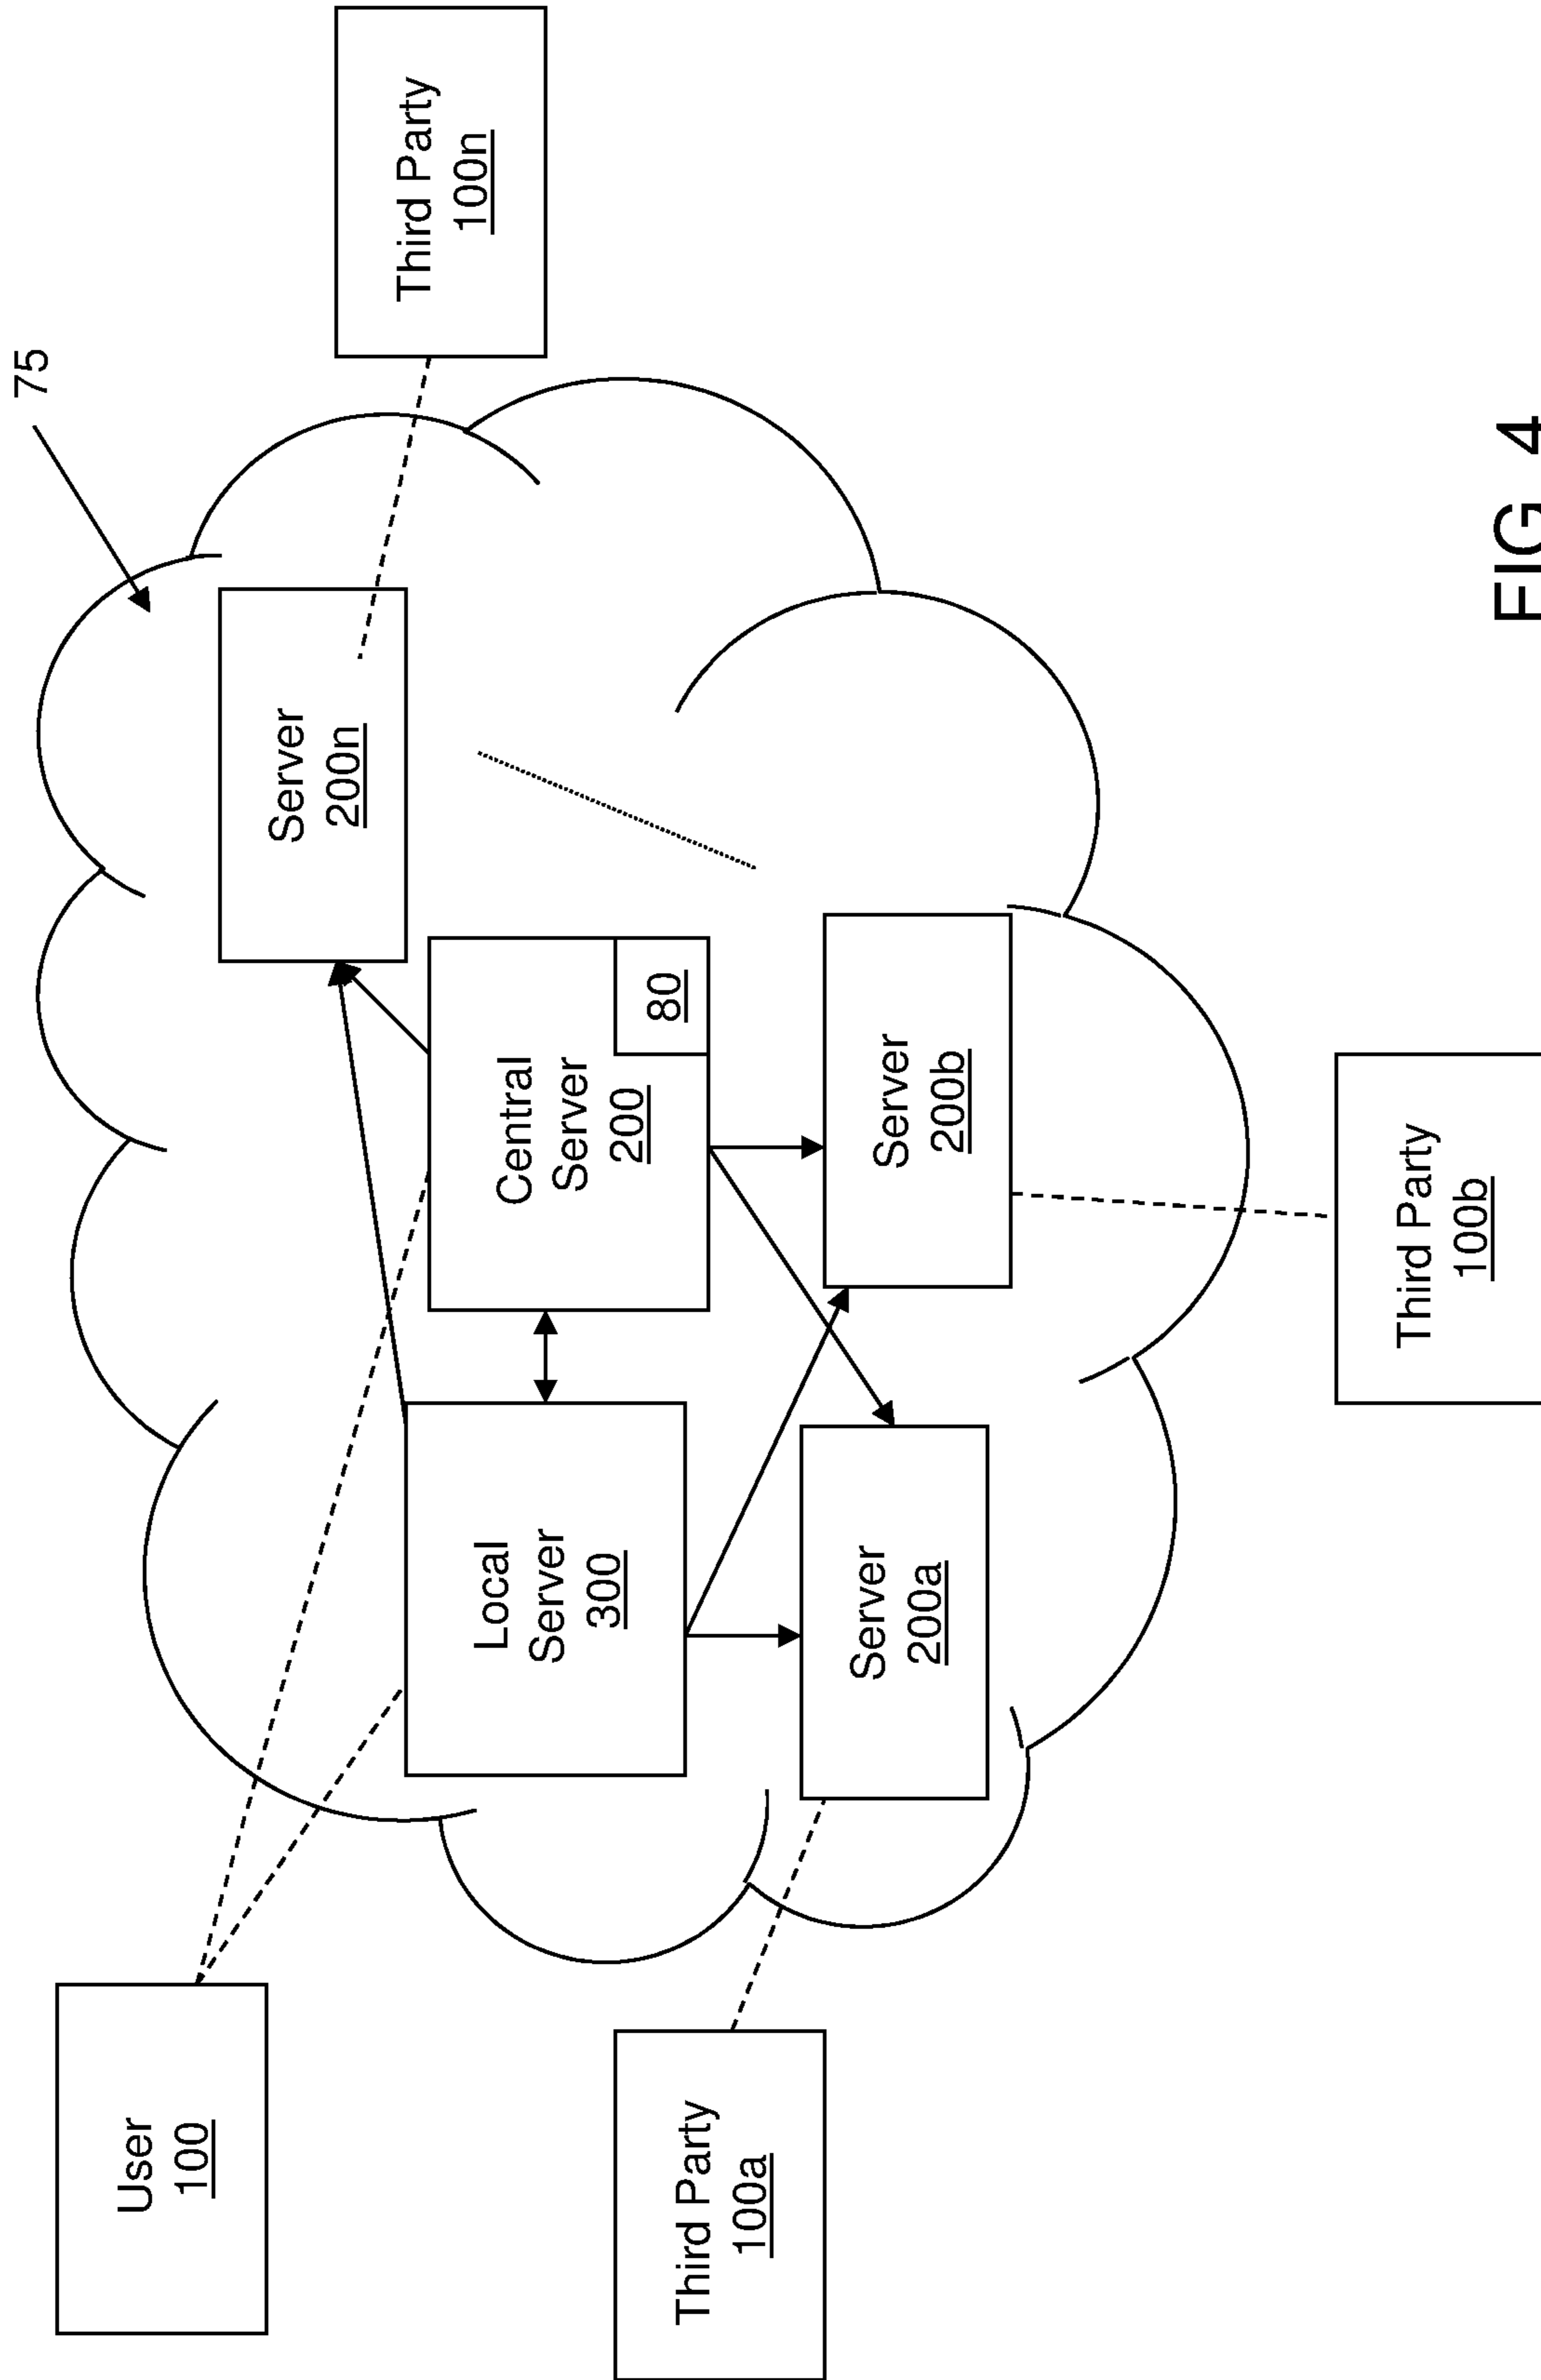 75
User
100
Third Party
100n
Server
200n
Local
Server
300
Central
Server
200
80
Third Party
100a
Server
200a
Server
200b
Third Party
100b
FIG 4